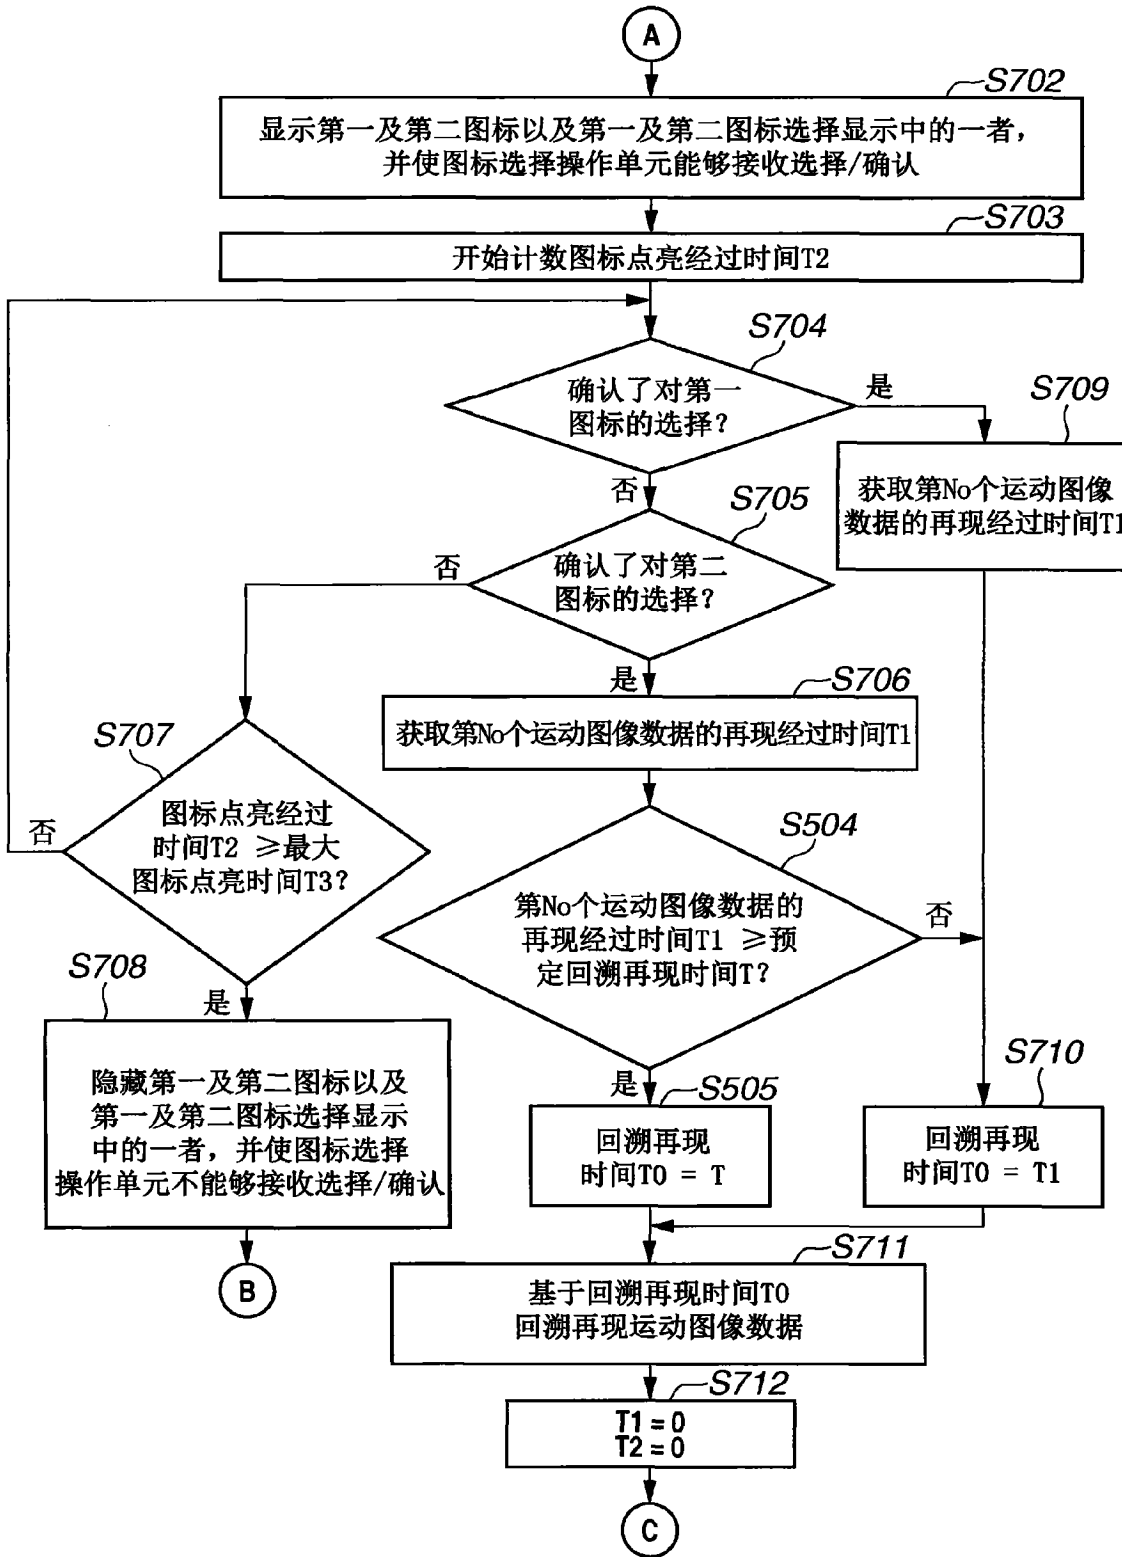 A
S702
显示第一及第二图标以及第一及第二图标选择显示中的一者，
并使图标选择操作单元能够接收选择/确认
S703
开始计数图标点亮经过时间T2
S704
确认了对第一
图标的选择？
是
S709
获取第No个运动图像
数据的再现经过时间T1
否
S705
确认了对第二
图标的选择？
否
是
S706
获取第No个运动图像数据的再现经过时间T1
S707
图标点亮经过
时间T2 ≥最大
图标点亮时间T3？
否
S504
第No个运动图像数据的
再现经过时间T1 ≥预
定回溯再现时间T？
否
S708
是
隐藏第一及第二图标以及
第一及第二图标选择显示
中的一者，并使图标选择
操作单元不能够接收选择/确认
是
S505
回溯再现
时间T0 = T
S710
回溯再现
时间T0 = T1
B
S711
基于回溯再现时间T0
回溯再现运动图像数据
S712
T1 = 0
T2 = 0
C